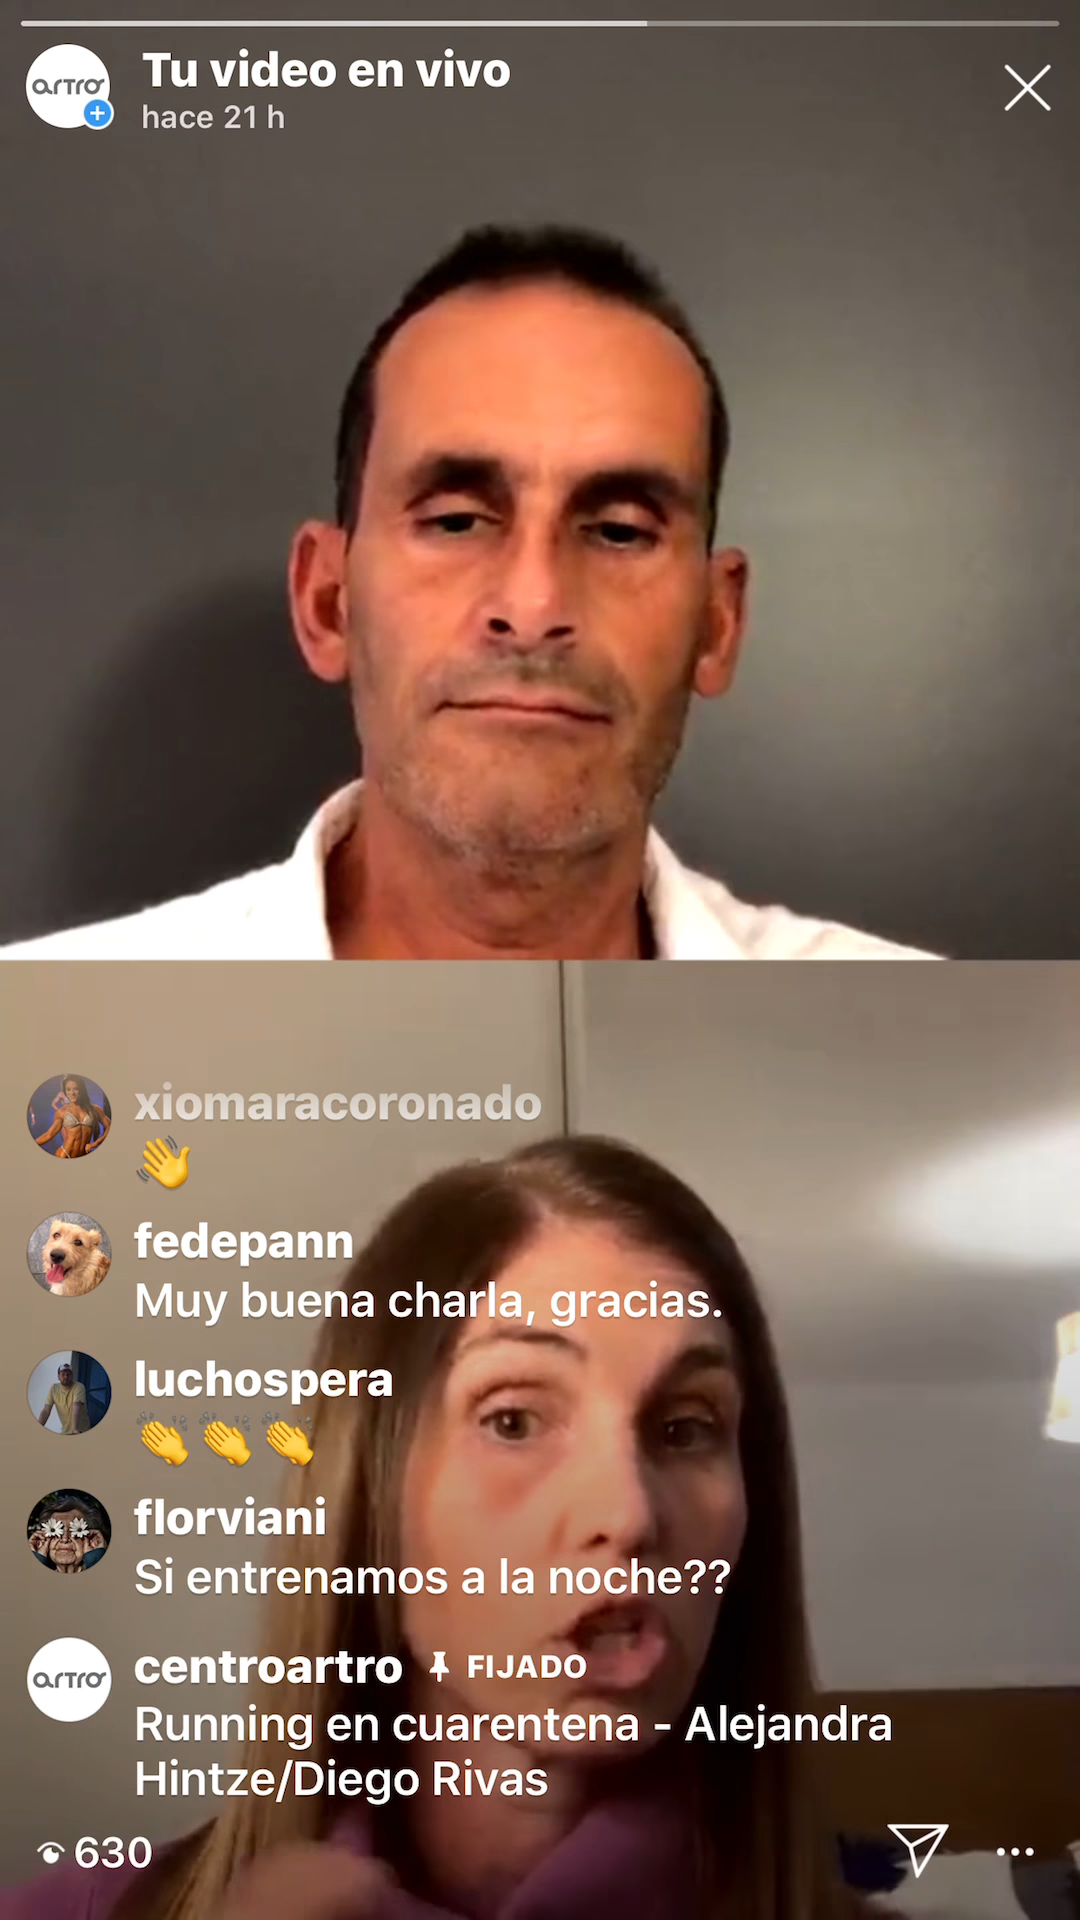 artro
Tu video en vivo
hace 21 h
xiomaracoronado
👋
fedepann
Muy buena charla, gracias.
luchospera
👏👏👏
florviani
Si entrenamos a la noche??
artro
centroartro 📌 FIJADO
Running en cuarentena - Alejandra
Hintze/Diego Rivas
630